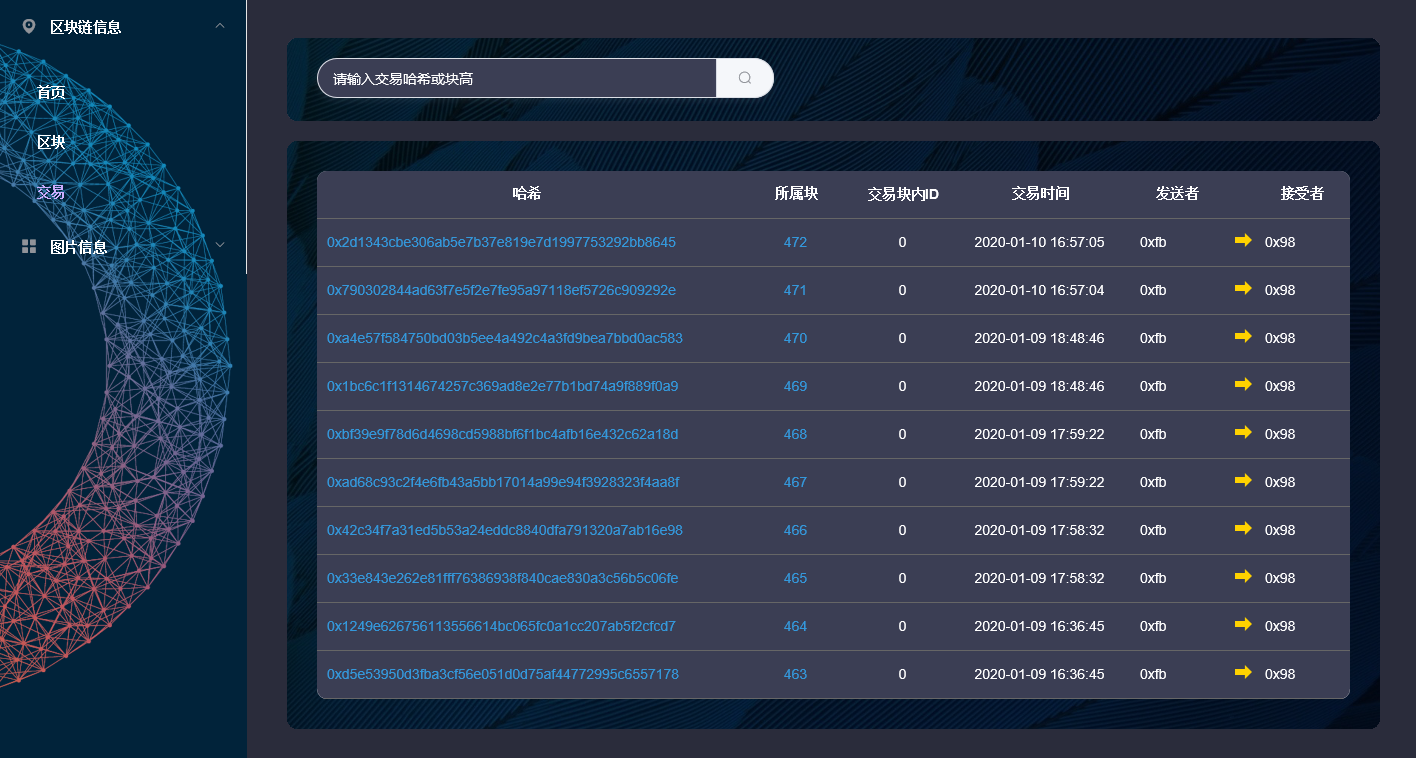 区块链信息
首页
区块
交易
图片信息
请输入交易哈希或块高
哈希 所属块 交易块内ID 交易时间 发送者 接受者
0x2d1343cbe306ab5e7b37e819e7d1997753292bb8645 472 0 2020-01-10 16:57:05 0xfb 0x98
0x790302844ad63f7e5f2e7fe95a97118ef5726c909292e 471 0 2020-01-10 16:57:04 0xfb 0x98
0xa4e57f584750bd03b5ee4a492c4a3fd9bea7bbd0ac583 470 0 2020-01-09 18:48:46 0xfb 0x98
0x1bc6c1f1314674257c369ad8e2e77b1bd74a9f889f0a9 469 0 2020-01-09 18:48:46 0xfb 0x98
0xbf39e9f78d6d4698cd5988bf6f1bc4afb16e432c62a18d 468 0 2020-01-09 17:59:22 0xfb 0x98
0xad68c93c2f4e6fb43a5bb17014a99e94f3928323f4aa8f 467 0 2020-01-09 17:59:22 0xfb 0x98
0x42c34f7a31ed5b53a24eddc8840dfa791320a7ab16e98 466 0 2020-01-09 17:58:32 0xfb 0x98
0x33e843e262e81fff76386938f840cae830a3c56b5c06fe 465 0 2020-01-09 17:58:32 0xfb 0x98
0x1249e626756113556614bc065fc0a1cc207ab5f2cfcd7 464 0 2020-01-09 16:36:45 0xfb 0x98
0xd5e53950d3fba3cf56e051d0d75af44772995c6557178 463 0 2020-01-09 16:36:45 0xfb 0x98